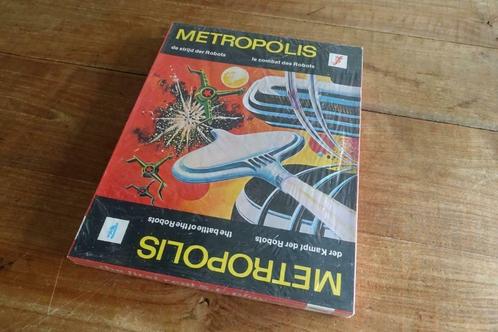 METROPOLIS
de strijd der Robots
le combat des Robots
the battle of the Robots
der Kampf der Robots
METROPOLIS